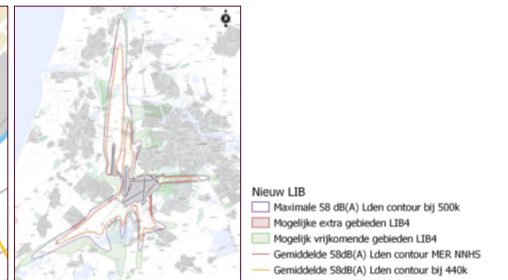 Nieuw LIB
Maximale 58 dB(A) Lden contour bij 500k
Mogelijke extra gebieden LIB4
Mogelijk vrijkomende gebieden LIB4
Gemiddelde 58dB(A) Lden contour MER NNHS
Gemiddelde 58dB(A) Lden contour bij 440k